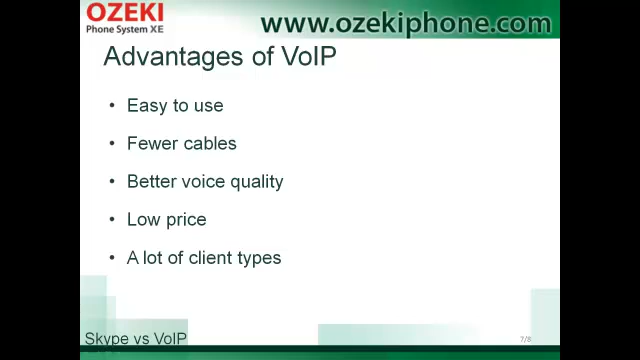 OZEKI
Phone System XE
www.ozekiphone.com
Advantages of VoIP
• Easy to use
• Fewer cables
• Better voice quality
• Low price
• A lot of client types
Skype vs VoIP
7/8